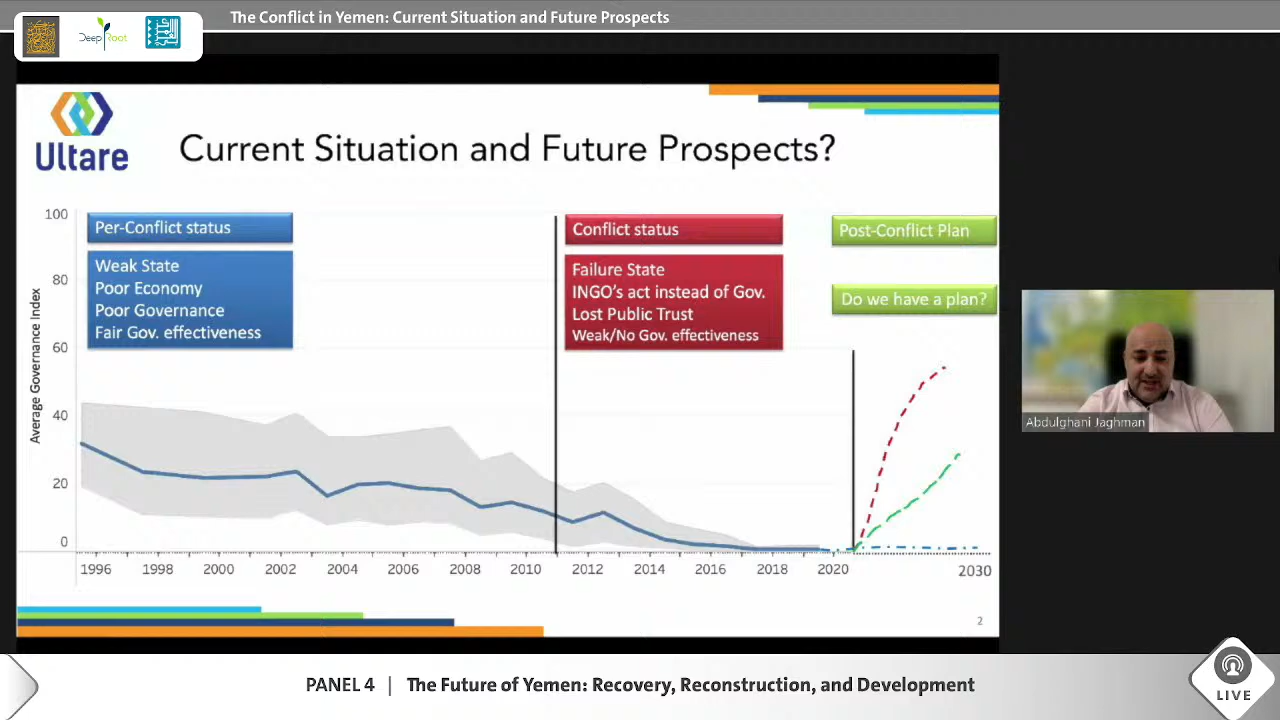 The Conflict in Yemen: Current Situation and Future Prospects
DeepRoot
Ultare
Current Situation and Future Prospects?
Average Governance Index
100
80
60
40
20
0
Per-Conflict status
Weak State
Poor Economy
Poor Governance
Fair Gov. effectiveness
Conflict status
Failure State
INGO's act instead of Gov.
Lost Public Trust
Weak/No Gov. effectiveness
Post-Conflict Plan
Do we have a plan?
1996 1998 2000 2002 2004 2006 2008 2010 2012 2014 2016 2018 2020 2030
2
Abdulghani Jaghman
PANEL 4 | The Future of Yemen: Recovery, Reconstruction, and Development
LIVE